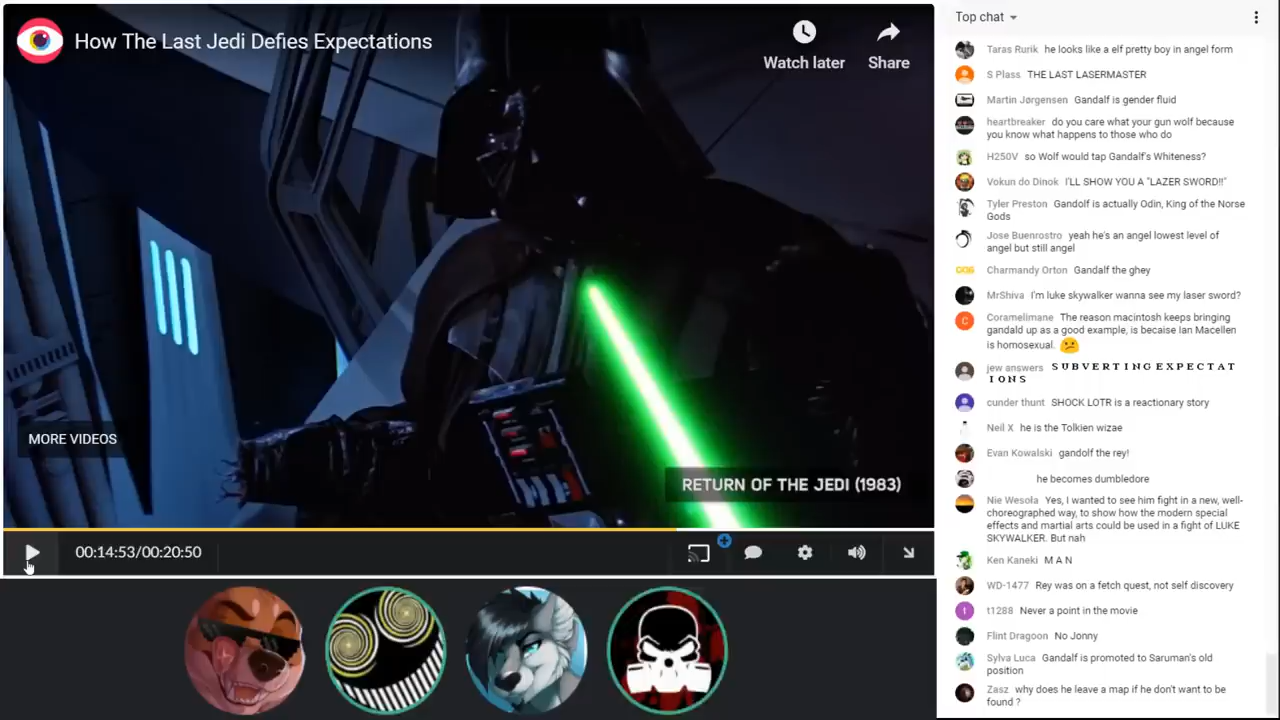 How The Last Jedi Defies Expectations
Watch later
Share
MORE VIDEOS
RETURN OF THE JEDI (1983)
00:14:53/00:20:50
Top chat
Taras Rurik he looks like a elf pretty boy in angel form
S Plass THE LAST LASERMASTER
Martin Jørgensen Gandalf is gender fluid
heartbreaker do you care what your gun wolf because
you know what happens to those who do
H250V so Wolf would tap Gandalf's Whiteness?
Vokun do Dinok I'LL SHOW YOU A "LAZER SWORD!!"
Tyler Preston Gandolf is actually Odin, King of the Norse
Gods
Jose Buenrostro yeah he's an angel lowest level of
angel but still angel
Charmandy Orton Gandalf the ghey
MrShiva I'm luke skywalker wanna see my laser sword?
Coramelimane The reason macintosh keeps bringing
gandald up as a good example, is becaise Ian Macellen
is homosexual.
jew answers S U B V E R T I N G E X P E C T A T
I O N S
cunder thunt SHOCK LOTR is a reactionary story
Neil X he is the Tolkien wizae
Evan Kowalski gandolf the rey!
he becomes dumbledore
Nie Wesoła Yes, I wanted to see him fight in a new, well-
choreographed way, to show how the modern special
effects and martial arts could be used in a fight of LUKE
SKYWALKER. But nah
Ken Kaneki M A N
WD-1477 Rey was on a fetch quest, not self discovery
t1288 Never a point in the movie
Flint Dragoon No Jonny
Sylva Luca Gandalf is promoted to Saruman's old
position
Zasz why does he leave a map if he don't want to be
found ?